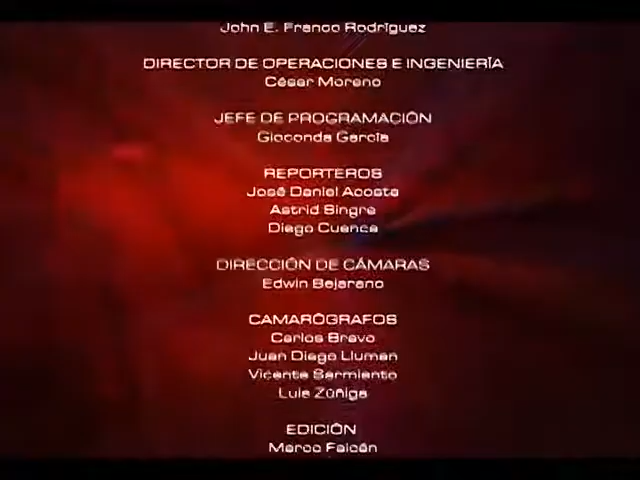 John E. Franco Rodríguez
DIRECTOR DE OPERACIONES E INGENIERÍA
César Moreno
JEFE DE PROGRAMACIÓN
Gioconda García
REPORTEROS
José Daniel Acosta
Astrid Singre
Diego Cuenca
DIRECCIÓN DE CÁMARAS
Edwin Bejarano
CAMARÓGRAFOS
Carlos Bravo
Juan Diego Lluman
Vicente Sarmiento
Luis Zúñiga
EDICIÓN
Marco Falcán